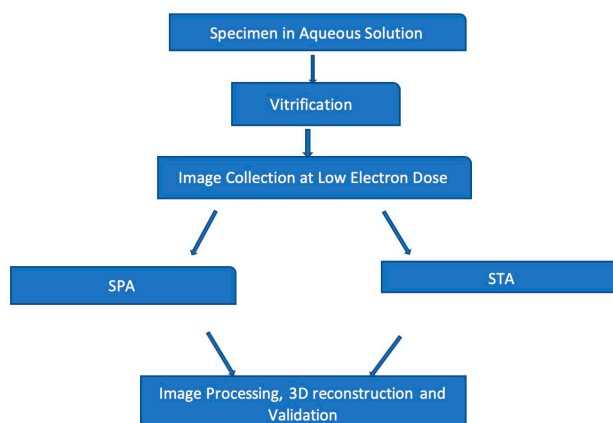 Specimen in Aqueous Solution
Vitrification
Image Collection at Low Electron Dose
SPA
STA
Image Processing, 3D reconstruction and
Validation